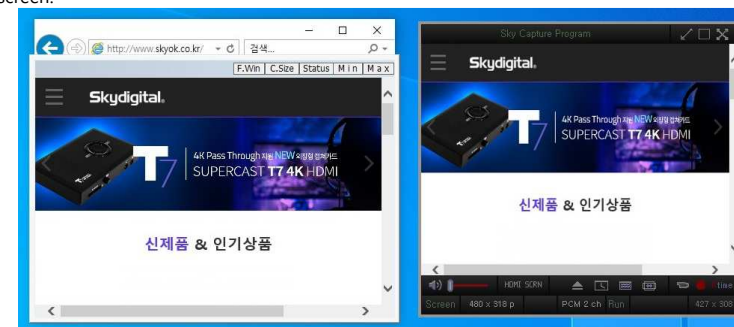 screen.
http://www.skyok.co.kr/
검색...
F.Win C.Size Status Min Max
Skydigital.
T7
4K Pass Through 지원 NEW 외장형 캡쳐카드
SUPERCAST T7 4K HDMI
신제품 & 인기상품
Sky Capture Program
Skydigital.
T7
4K Pass Through 지원 NEW 외장형 캡쳐카드
SUPERCAST T7 4K HDMI
신제품 & 인기상품
HDMI SCRN
time
Screen 480 x 318 p PCM 2 ch Run 427 x 308